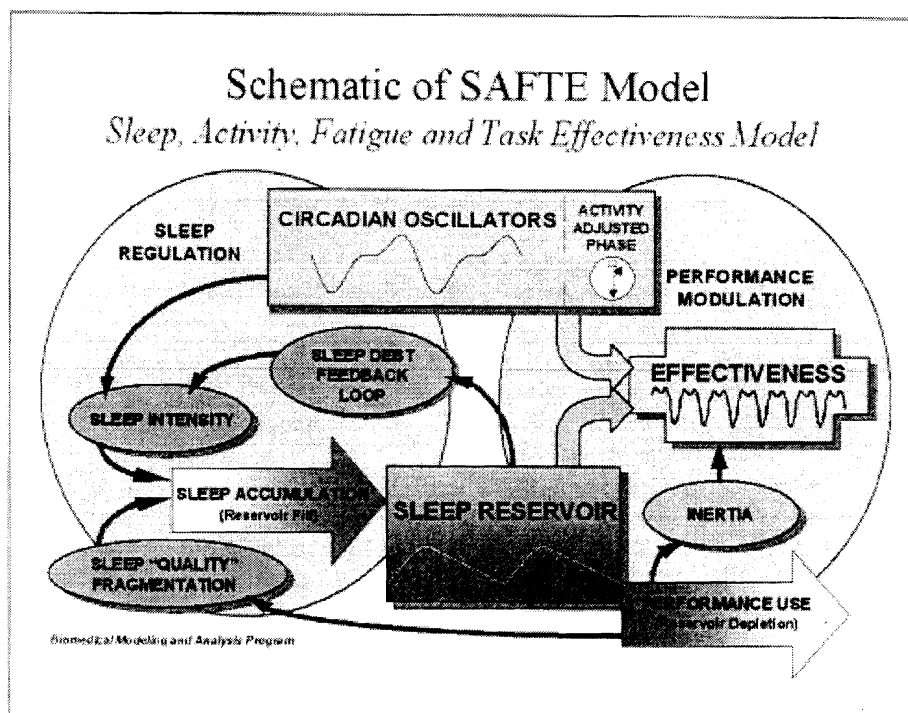 Schematic of SAFTE Model
Sleep, Activity, Fatigue and Task Effectiveness Model
SLEEP
REGULATION
CIRCADIAN OSCILLATORS
ACTIVITY
ADJUSTED
PHASE
PERFORMANCE
MODULATION
SLEEP DEBT
FEEDBACK
LOOP
EFFECTIVENESS
SLEEP INTENSITY
SLEEP ACCUMULATION
(Reservoir Fill)
SLEEP RESERVOIR
INERTIA
SLEEP "QUALITY"
FRAGMENTATION
PERFORMANCE USE
(Reservoir Depletion)
Biomedical Modeling and Analysis Program